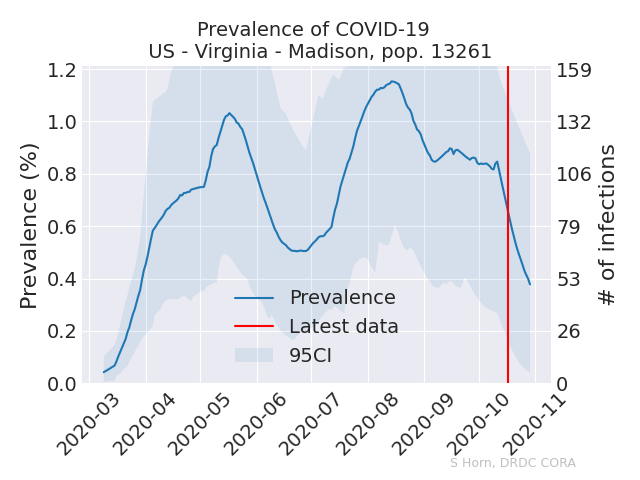 Prevalence of COVID-19
US - Virginia - Madison, pop. 13261
Prevalence (%)
1.2
1.0
0.8
0.6
0.4
0.2
0.0
159
132
106
79
53
26
0
# of infections
Prevalence
Latest data
95CI
2020-03
2020-04
2020-05
2020-06
2020-07
2020-08
2020-09
2020-10
2020-11
S Horn, DRDC CORA